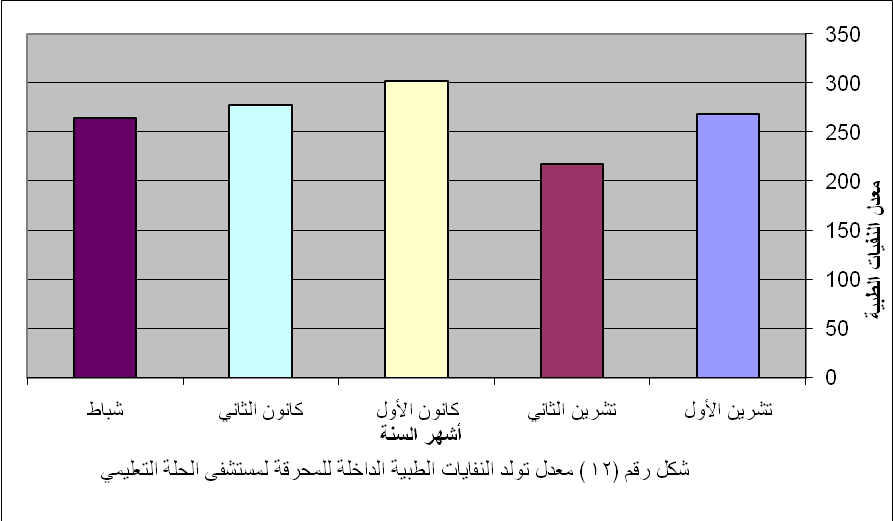 350
300
250
200
150
100
50
0
معدل النفيات الطبية
تشرين الأول
تشرين الثاني
كانون الأول
كانون الثاني
شباط
أشهر السنة
شكل رقم (١٢) معدل تولد النفايات الطبية الداخلة للمحرقة لمستشفى الحلة التعليمي